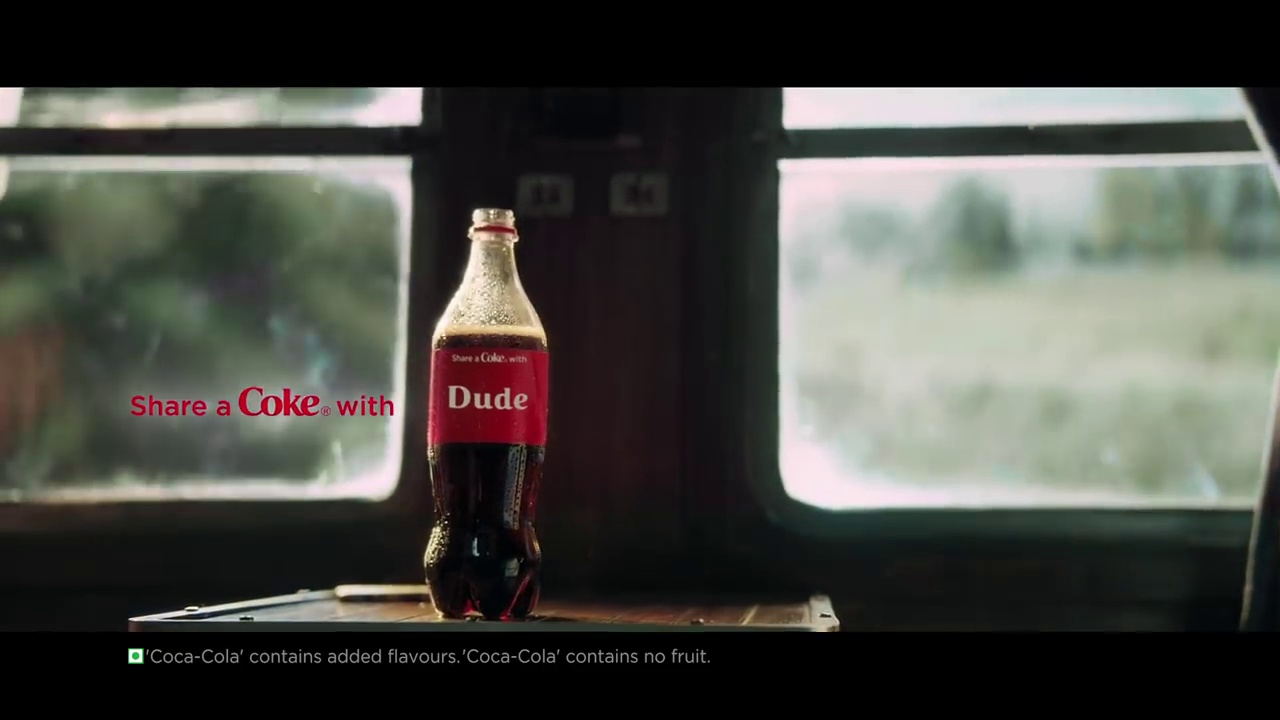 Share a Coke® with
Share a Coke® with
Dude
'Coca-Cola' contains added flavours. 'Coca-Cola' contains no fruit.